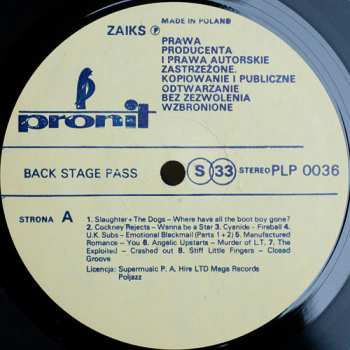 MADE IN POLAND
ZAIKS Ⓟ
PRAWA
PRODUCENTA
I PRAWA AUTORSKIE
ZASTRZEŻONE.
KOPIOWANIE I PUBLICZNE
ODTWARZANIE
BEZ ZEZWOLENIA
WZBRONIONE
pronit
BACK STAGE PASS
S 33 STEREO PLP 0036
STRONA A
1. Slaughter+The Dogs – Where have all the boot boy gone?
2. Cockney Rejects – Wanna be a Star 3. Cyanide - Fireball 4.
U.K. Subs – Emotional Blackmail (Parts 1+2) 5. Manufactured
Romance – You 6. Angelic Upstarts – Murder of L.T. 7. The
Exploited – Crashed out 8. Stiff Little Fingers – Closed
Groove
Licencja: Supermusic P. A. Hire LTD Mega Records
Poljazz